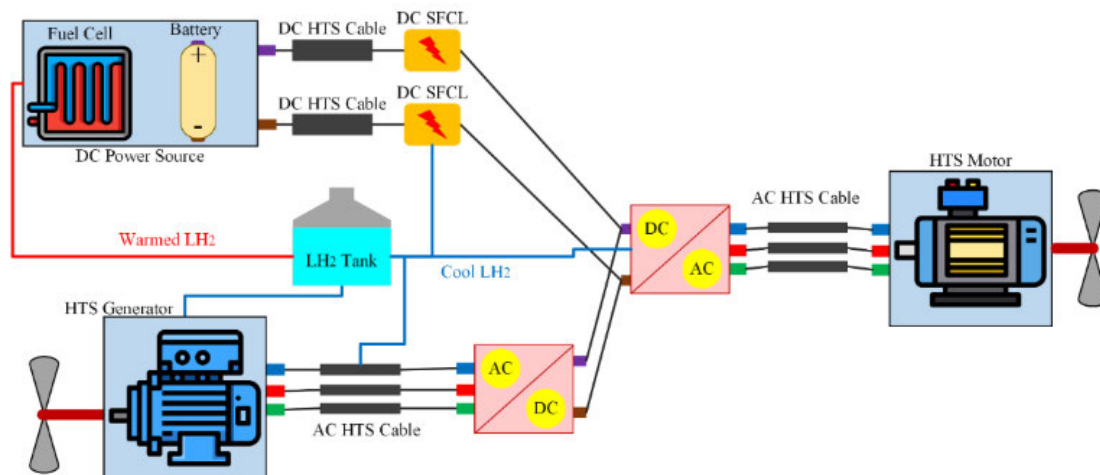 Fuel Cell
Battery
+
-
DC Power Source
DC HTS Cable
DC SFCL
DC HTS Cable
DC SFCL
Warmed LH2
LH2 Tank
Cool LH2
DC
AC
AC HTS Cable
HTS Motor
HTS Generator
AC
DC
AC HTS Cable